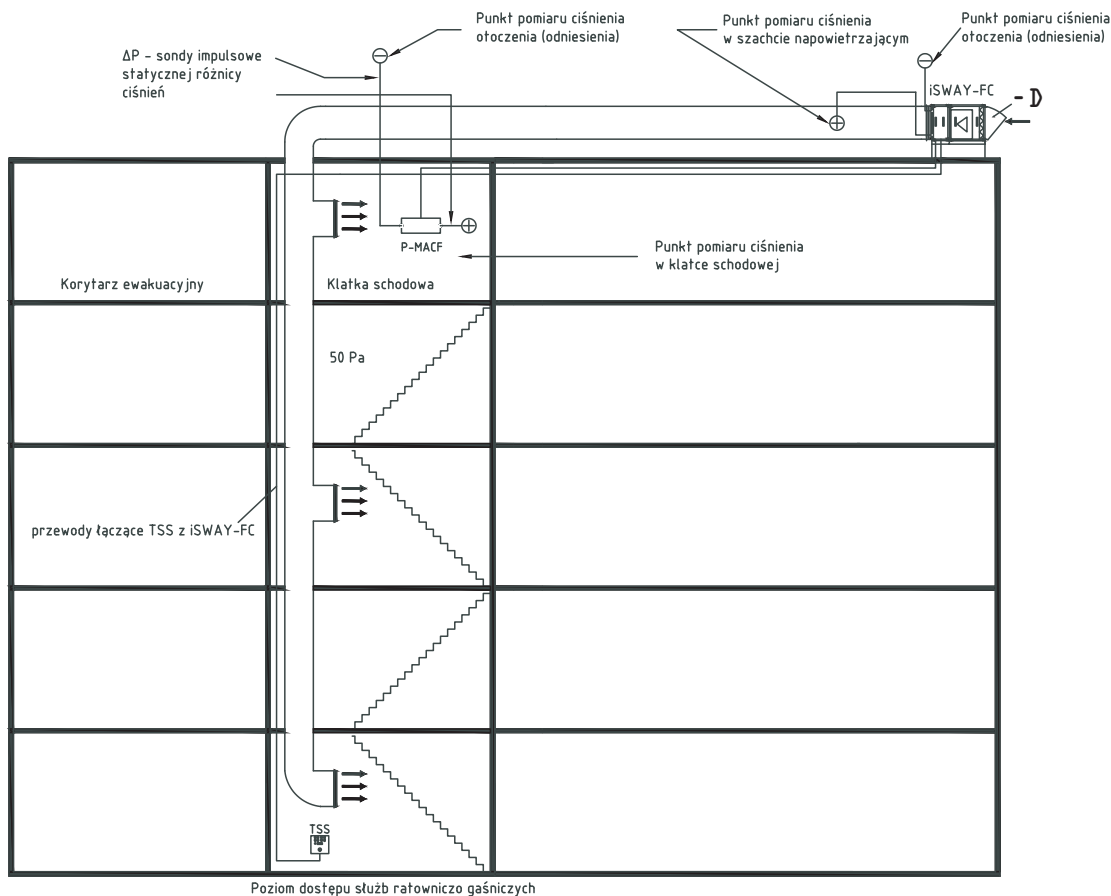 Punkt pomiaru ciśnienia
otoczenia (odniesienia)
Punkt pomiaru ciśnienia
w szachcie napowietrzającym
Punkt pomiaru ciśnienia
otoczenia (odniesienia)
ΔP - sondy impulsowe
statycznej różnicy
ciśnień
iSWAY-FC
- D
P-MACF
Punkt pomiaru ciśnienia
w klatce schodowej
Korytarz ewakuacyjny
Klatka schodowa
50 Pa
przewody łączące TSS z iSWAY-FC
TSS
Poziom dostępu służb ratowniczo gaśniczych